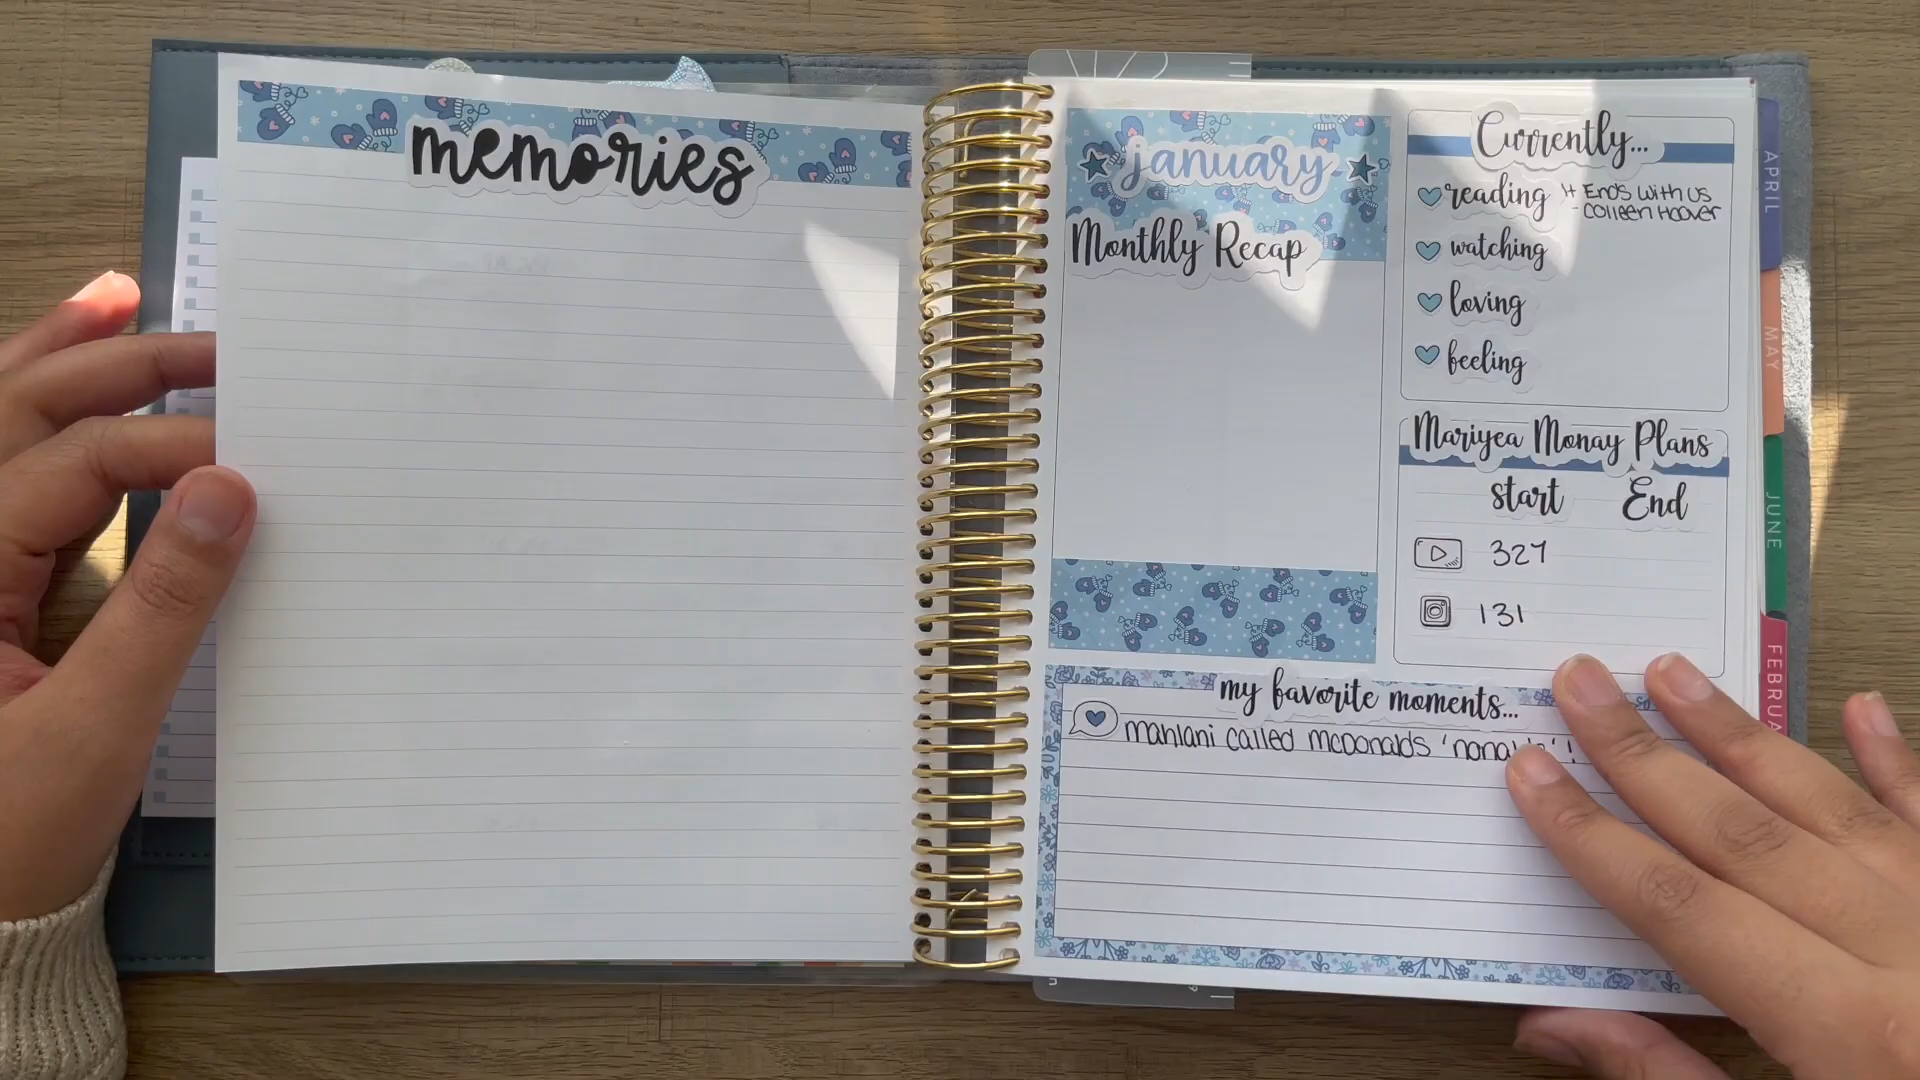 memories
january
Monthly Recap
Currently...
reading It Ends With Us
- Colleen Hoover
watching
loving
feeling
Mariyea Monay Plans
start End
327
131
my favorite moments...
mahlani called mcDonalds !
APRIL
MAY
JUNE
FEBRUA